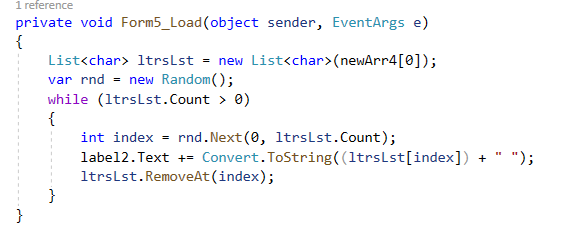 1 reference
private void Form5_Load(object sender, EventArgs e)
{
List<char> ltrsLst = new List<char>(newArr4[0]);
var rnd = new Random();
while (ltrsLst.Count > 0)
{
int index = rnd.Next(0, ltrsLst.Count);
label2.Text += Convert.ToString((ltrsLst[index]) + " ");
ltrsLst.RemoveAt(index);
}
}